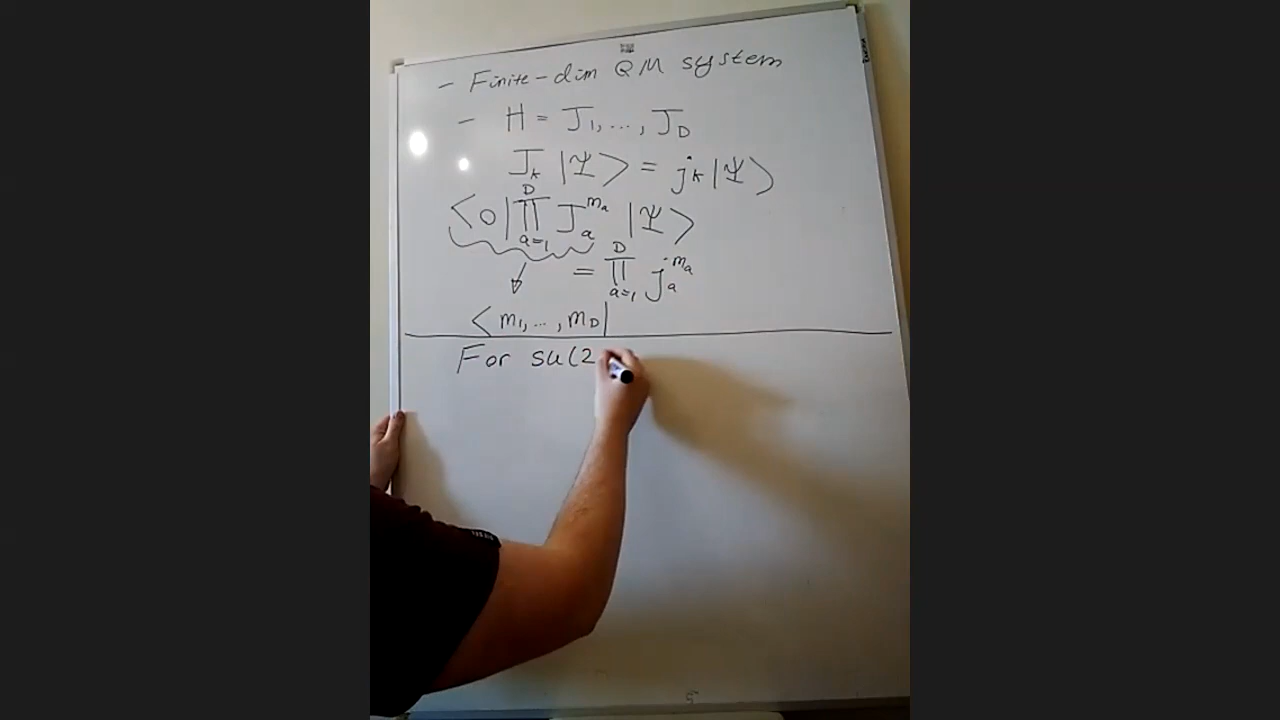 - Finite-dim QM system
- H = J₁, ..., J_D
J_k |Ψ> = j_k |Ψ>
<0| ∏_{a=1}^{D} J_a^{m_a} |Ψ>
= ∏_{a=1}^{D} j_a^{m_a}
<m₁, ..., m_D|
For su(2